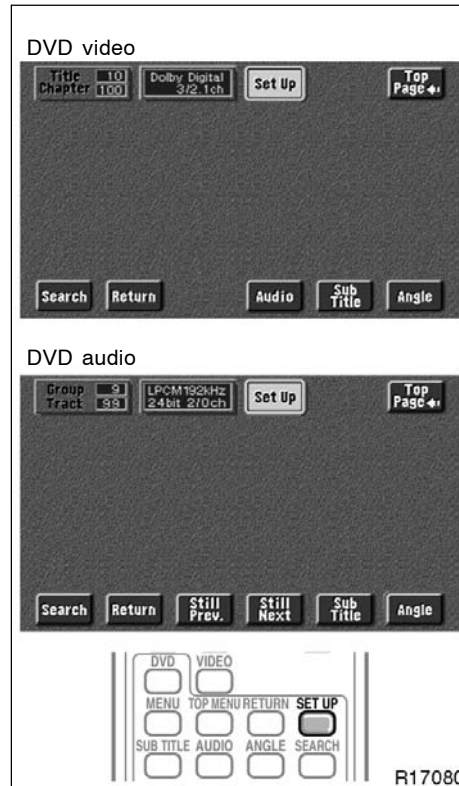 DVD video
Title 10
Chapter 100
Dolby Digital
3/2.1ch
Set Up
Top
Page
Search
Return
Audio
Sub
Title
Angle
DVD audio
Group 9
Track 99
LPCM192kHz
24bit 2/0ch
Set Up
Top
Page
Search
Return
Still
Prev.
Still
Next
Sub
Title
Angle
DVD VIDEO
MENU TOP MENU RETURN SET UP
SUB TITLE AUDIO ANGLE SEARCH
R17080